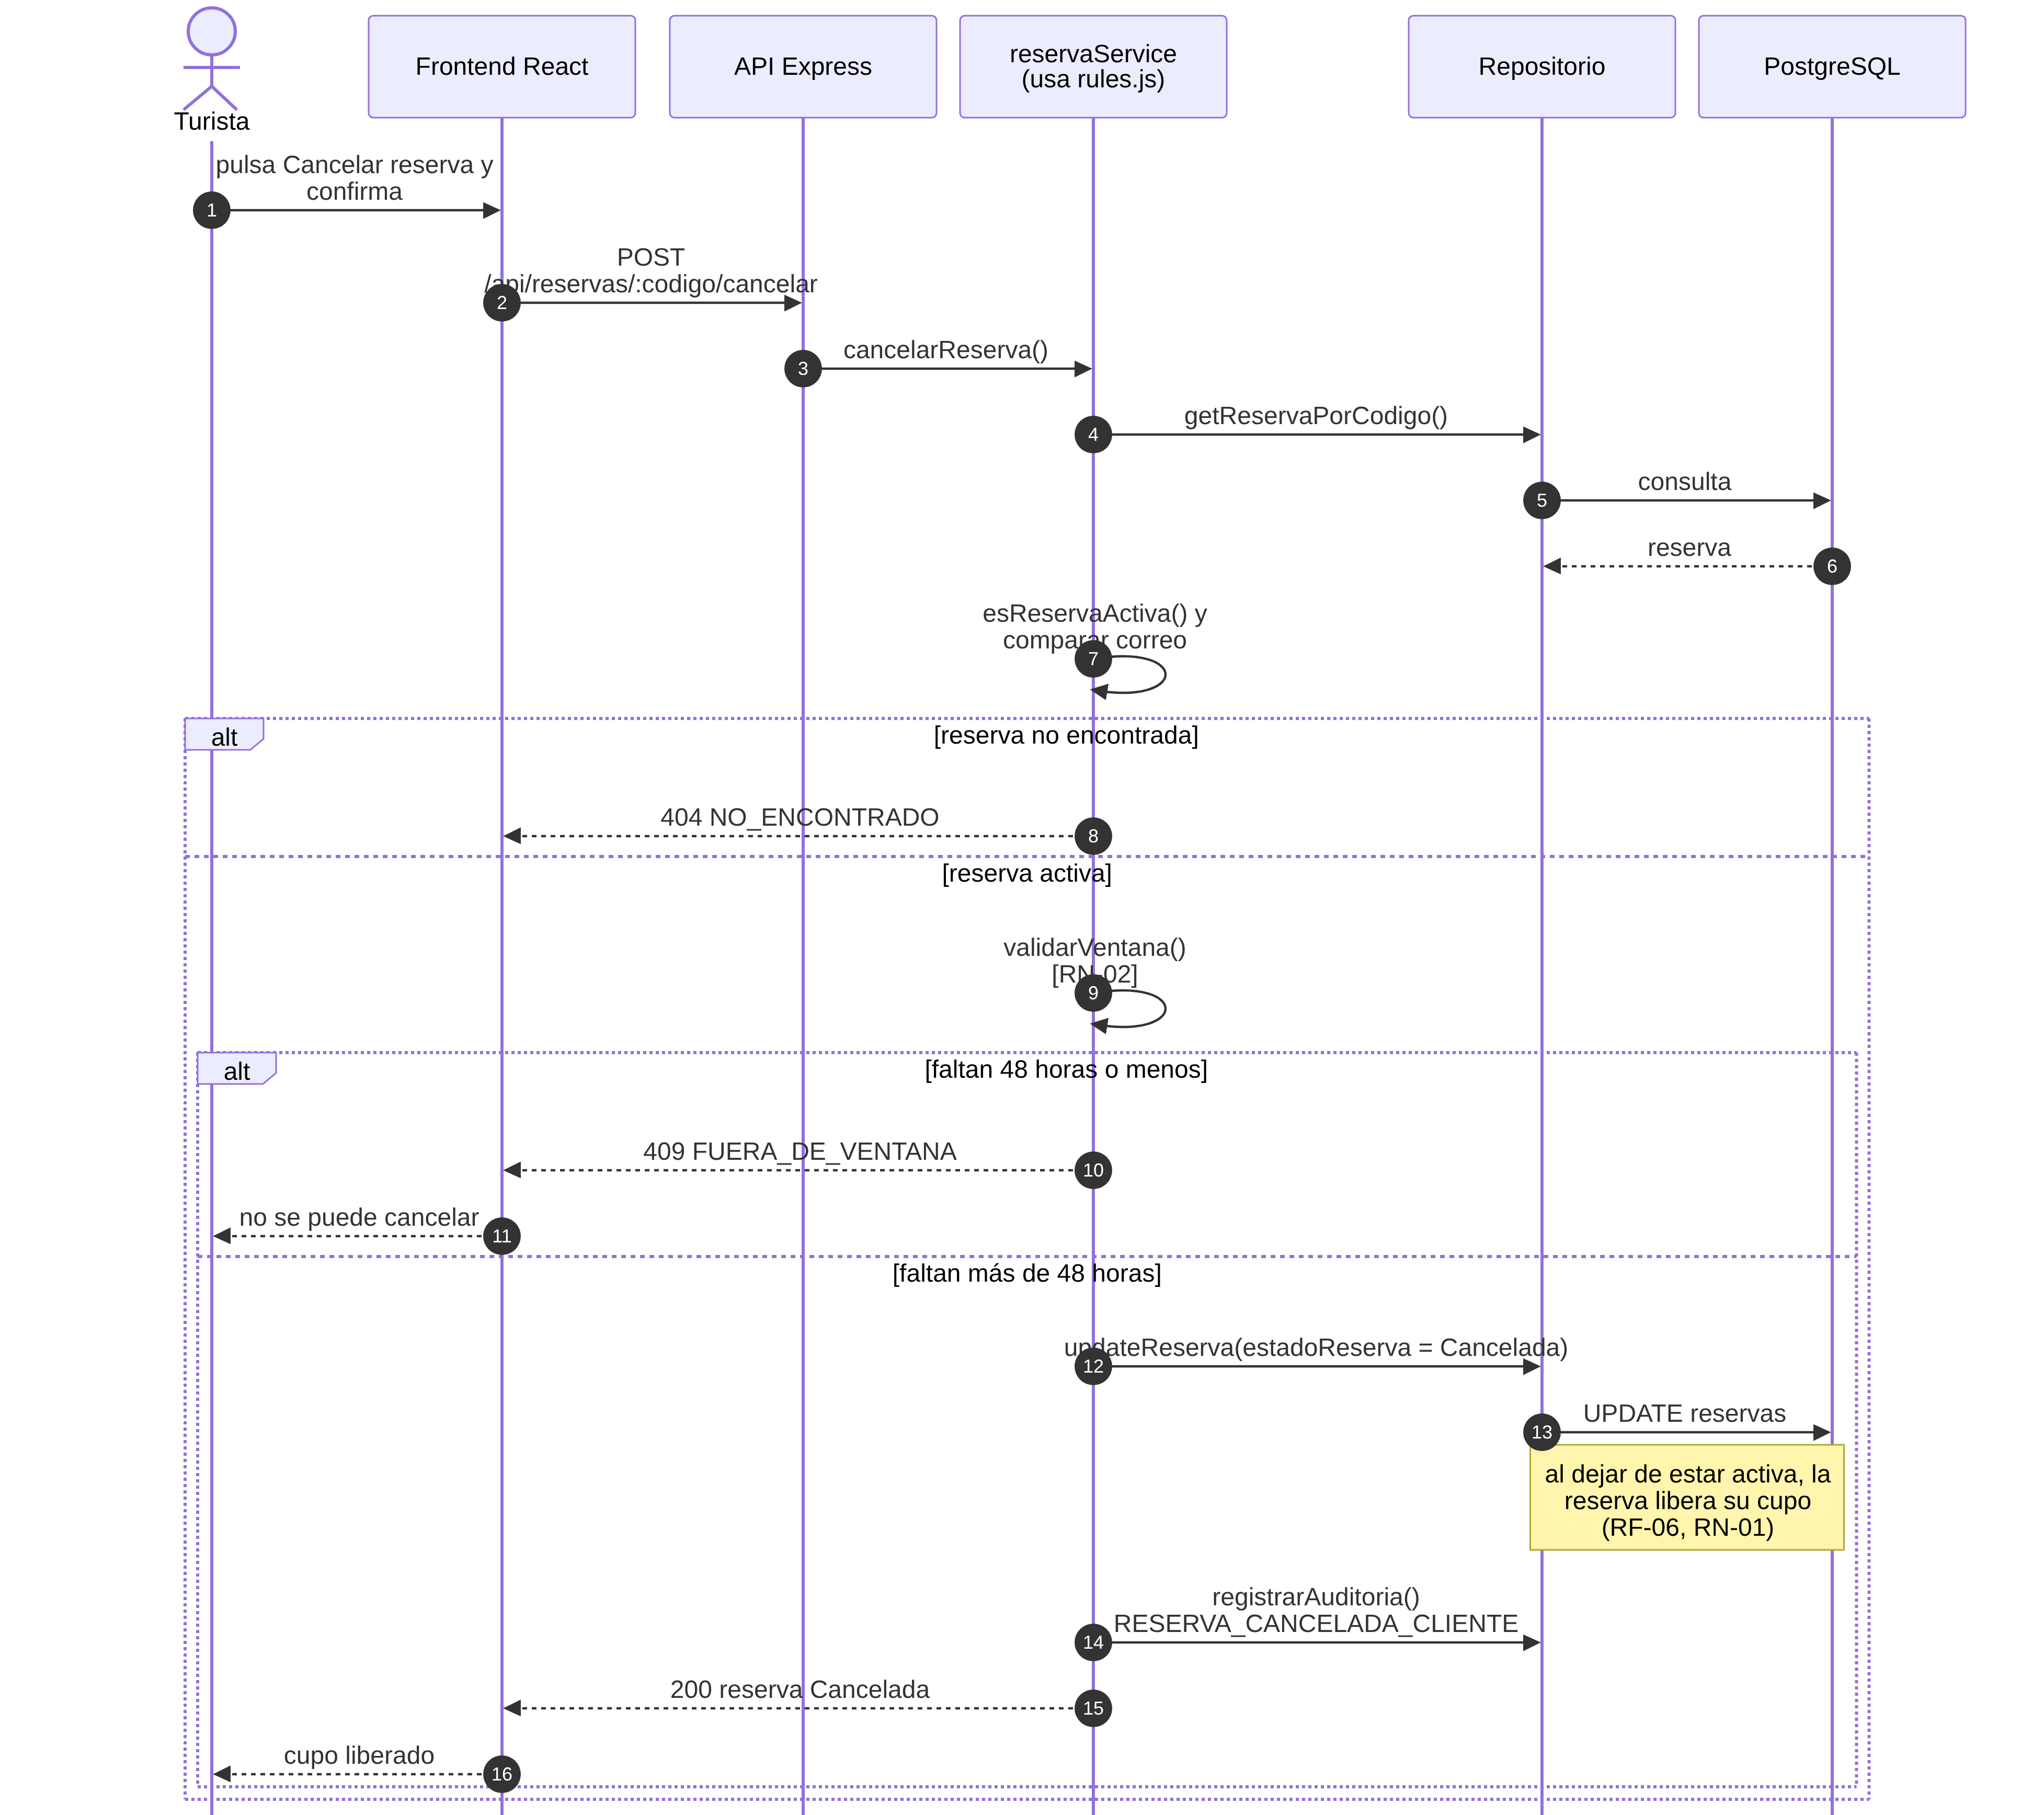 Turista
Frontend React
API Express
reservaService
(usa rules.js)
Repositorio
PostgreSQL
pulsa Cancelar reserva y
confirma
1
POST
/api/reservas/:codigo/cancelar
2
cancelarReserva()
3
getReservaPorCodigo()
4
consulta
5
reserva
6
esReservaActiva() y
comparar correo
7
alt
[reserva no encontrada]
404 NO_ENCONTRADO
8
[reserva activa]
validarVentana()
[RN-02]
9
alt
[faltan 48 horas o menos]
409 FUERA_DE_VENTANA
10
no se puede cancelar
11
[faltan más de 48 horas]
updateReserva(estadoReserva = Cancelada)
12
UPDATE reservas
13
al dejar de estar activa, la
reserva libera su cupo
(RF-06, RN-01)
registrarAuditoria()
RESERVA_CANCELADA_CLIENTE
14
200 reserva Cancelada
15
cupo liberado
16